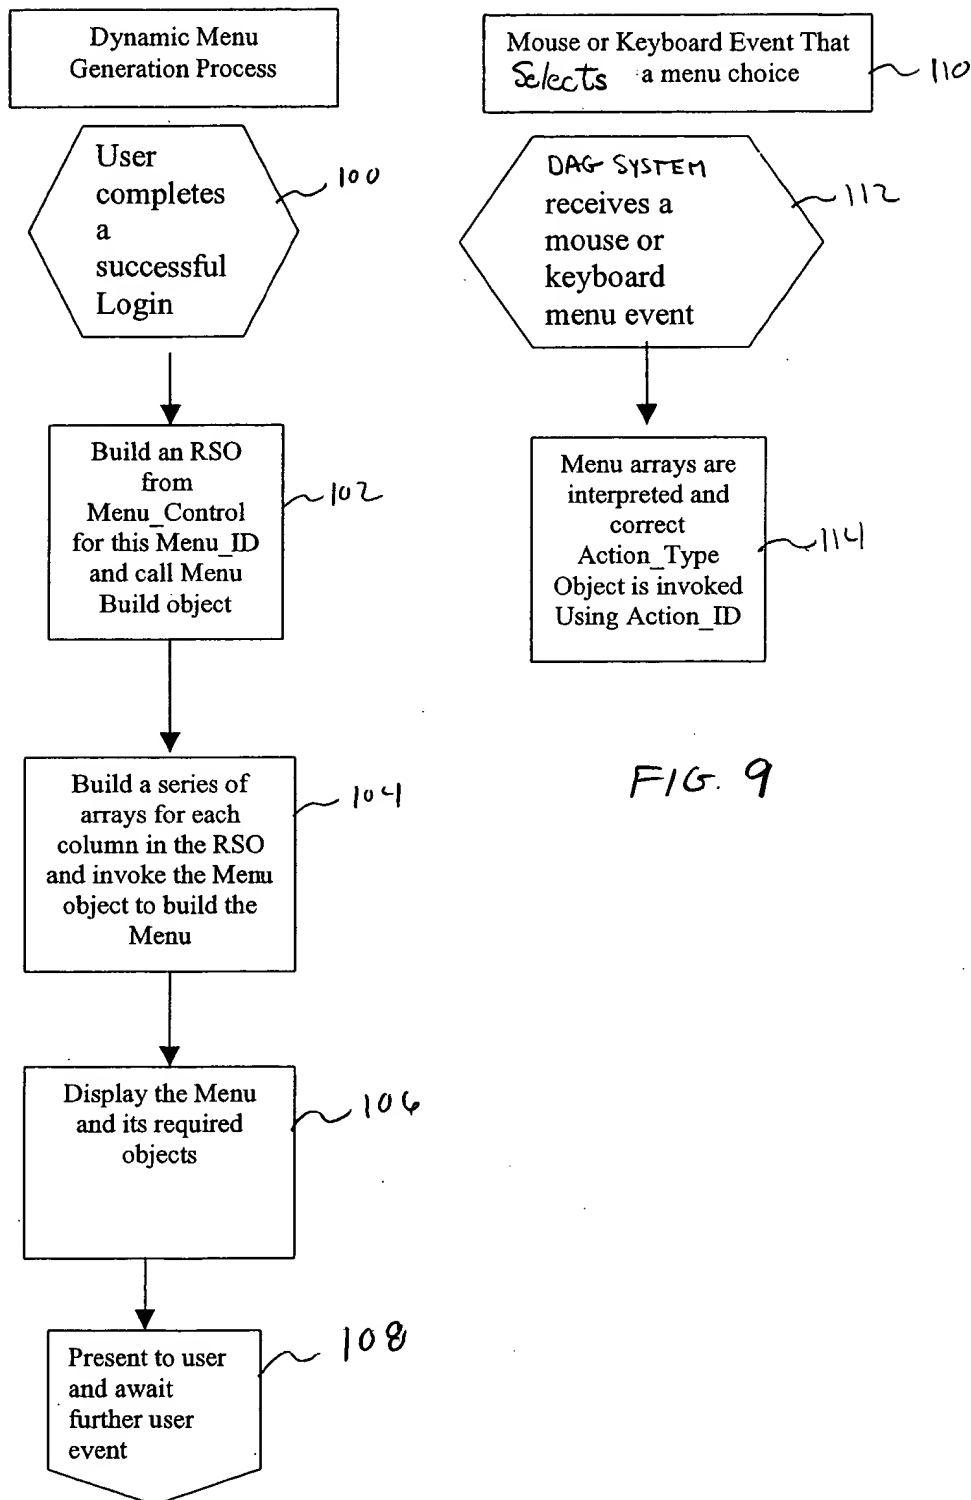 Dynamic Menu
Generation Process
User
completes
a
successful
Login
100
Build an RSO
from
Menu_Control
for this Menu_ID
and call Menu
Build object
102
Build a series of
arrays for each
column in the RSO
and invoke the Menu
object to build the
Menu
104
Display the Menu
and its required
objects
106
Present to user
and await
further user
event
108
Mouse or Keyboard Event That
Selects a menu choice
110
DAG SYSTEM
receives a
mouse or
keyboard
menu event
112
Menu arrays are
interpreted and
correct
Action_Type
Object is invoked
Using Action_ID
114
FIG. 9